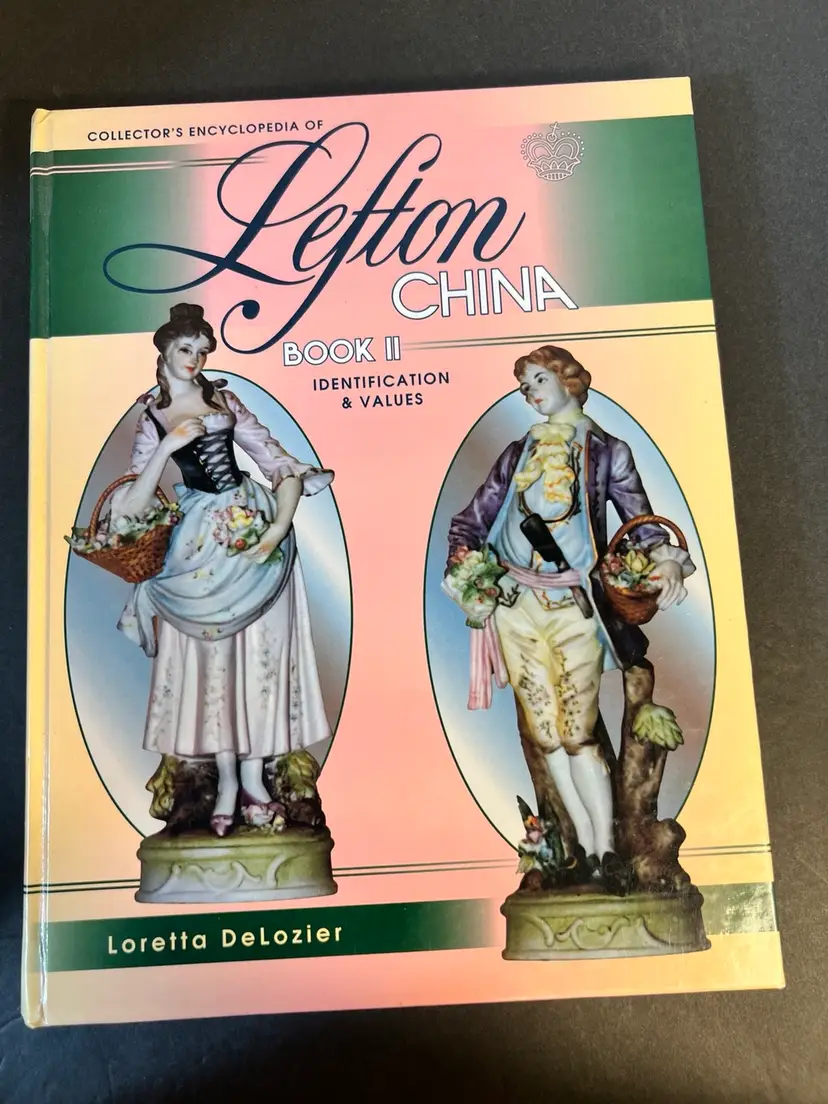 COLLECTOR'S ENCYCLOPEDIA OF
Lefton
CHINA
BOOK II
IDENTIFICATION
& VALUES
Loretta DeLozier